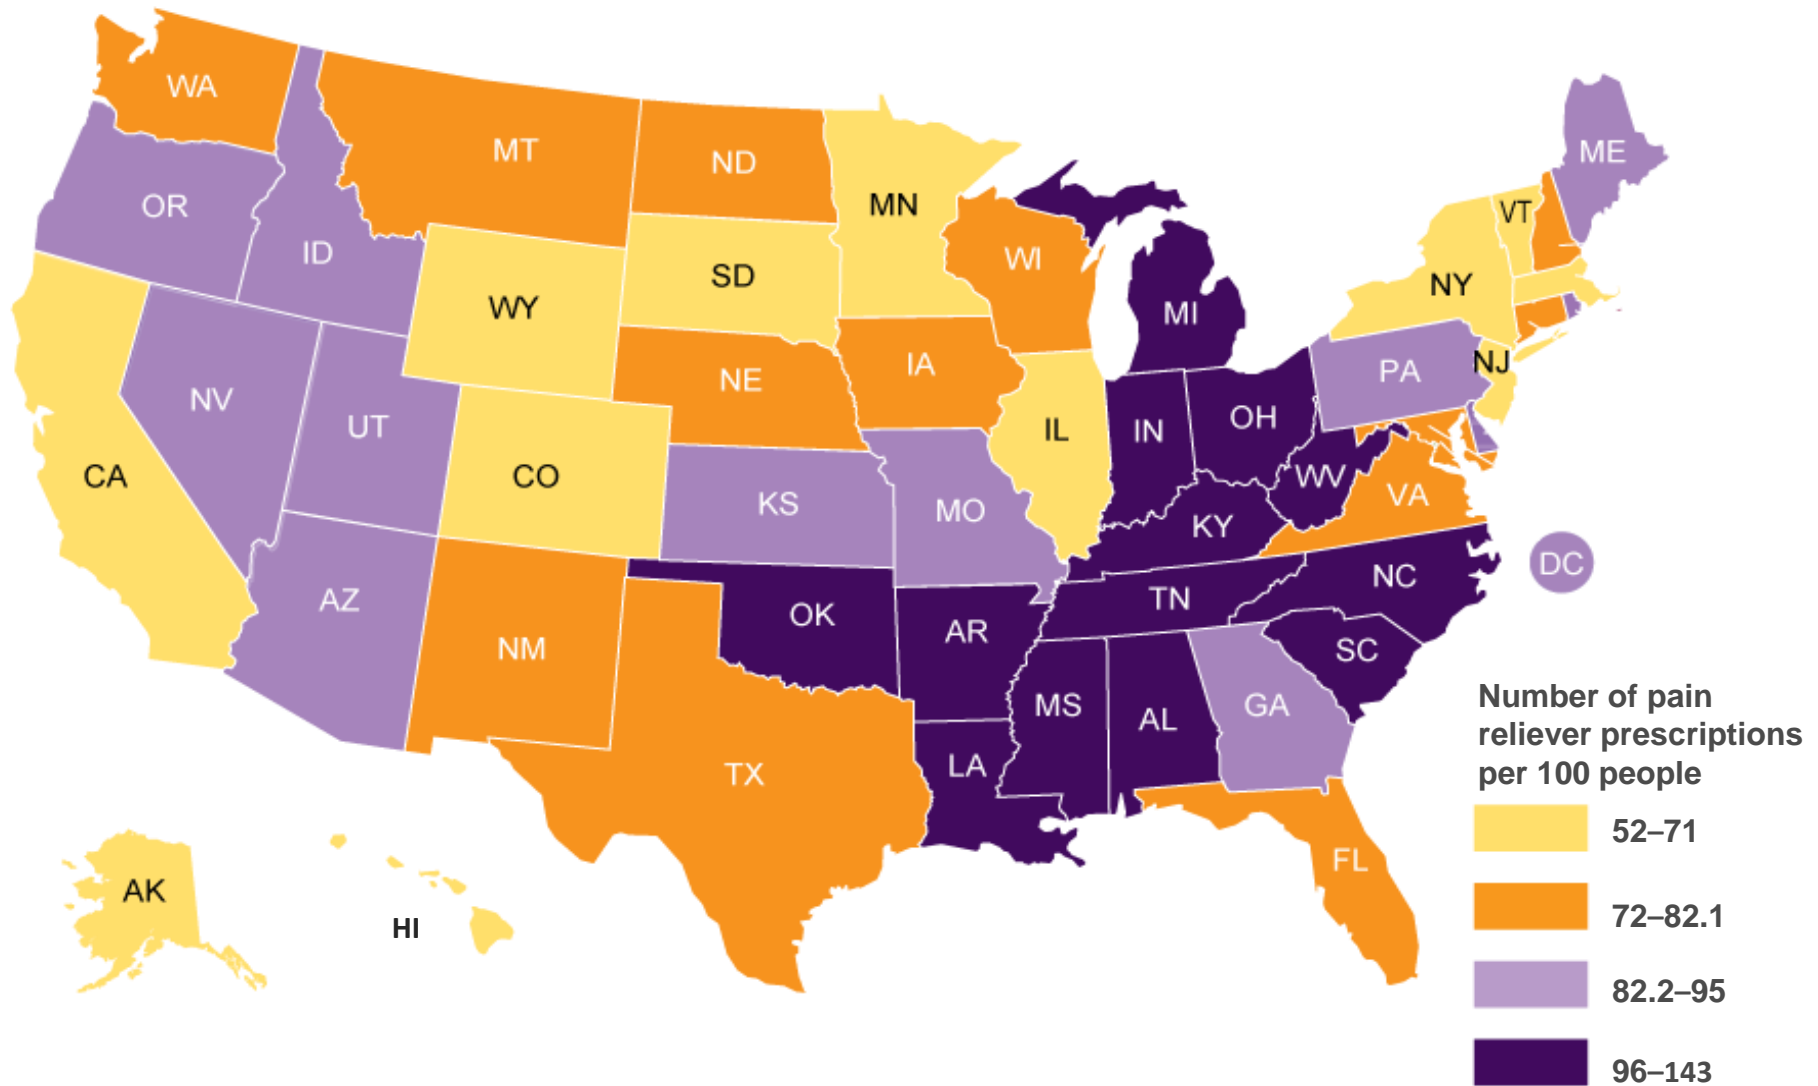 WA
MT
ND
MN
ME
OR
ID
WI
VT
NY
WY
SD
MI
NJ
PA
NE
IA
NV
UT
IL
IN
OH
CA
CO
WV
KS
MO
VA
KY
DC
AZ
NC
TN
OK
AR
NM
SC
MS
AL
GA
LA
TX
FL
AK
HI
Number of pain
reliever prescriptions
per 100 people
52–71
72–82.1
82.2–95
96–143